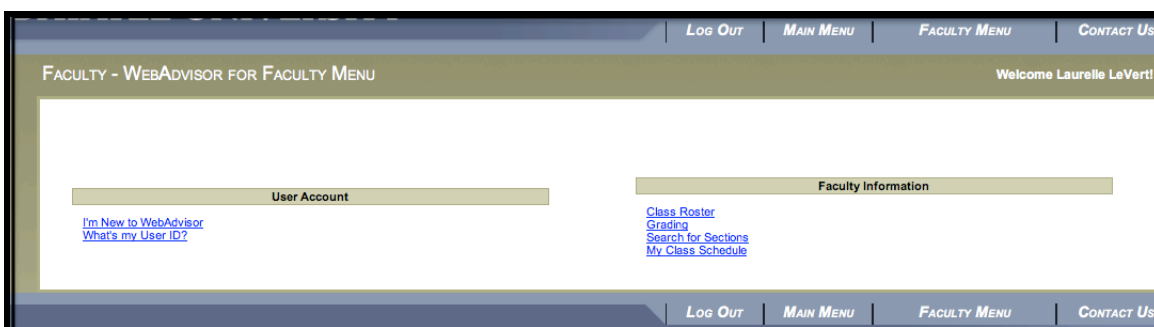 UNIVERSITY
LOG OUT MAIN MENU FACULTY MENU CONTACT US
FACULTY - WEBADVISOR FOR FACULTY MENU
Welcome Laurelle LeVert!
User Account
I'm New to WebAdvisor
What's my User ID?
Faculty Information
Class Roster
Grading
Search for Sections
My Class Schedule
LOG OUT MAIN MENU FACULTY MENU CONTACT US